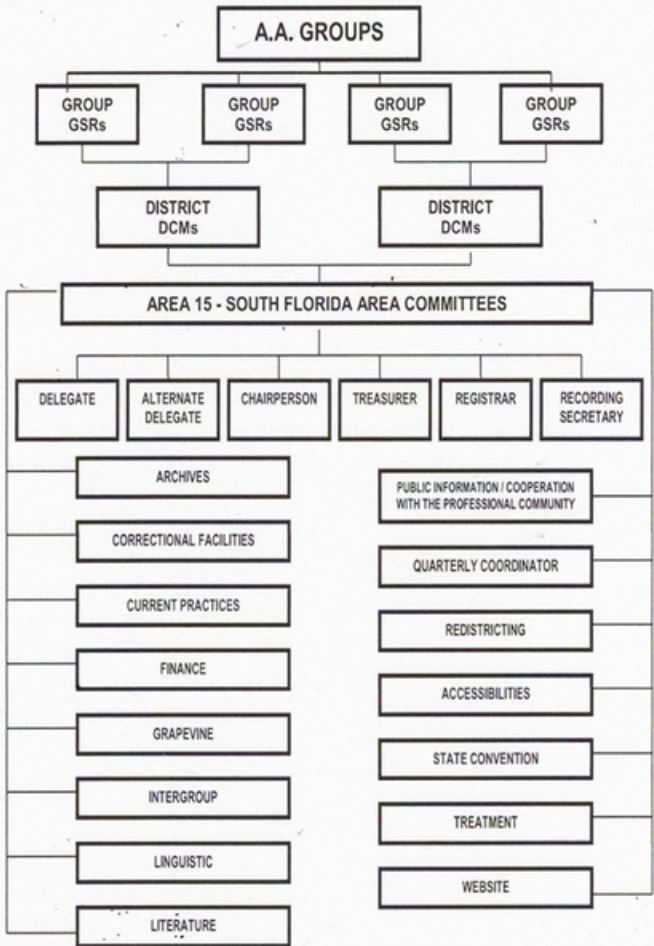 A.A. GROUPS
GROUP
GSRs
GROUP
GSRs
GROUP
GSRs
GROUP
GSRs
DISTRICT
DCMs
DISTRICT
DCMs
AREA 15 - SOUTH FLORIDA AREA COMMITTEES
DELEGATE
ALTERNATE
DELEGATE
CHAIRPERSON
TREASURER
REGISTRAR
RECORDING
SECRETARY
ARCHIVES
CORRECTIONAL FACILITIES
CURRENT PRACTICES
FINANCE
GRAPEVINE
INTERGROUP
LINGUISTIC
LITERATURE
PUBLIC INFORMATION / COOPERATION
WITH THE PROFESSIONAL COMMUNITY
QUARTERLY COORDINATOR
REDISTRICTING
ACCESSIBILITIES
STATE CONVENTION
TREATMENT
WEBSITE